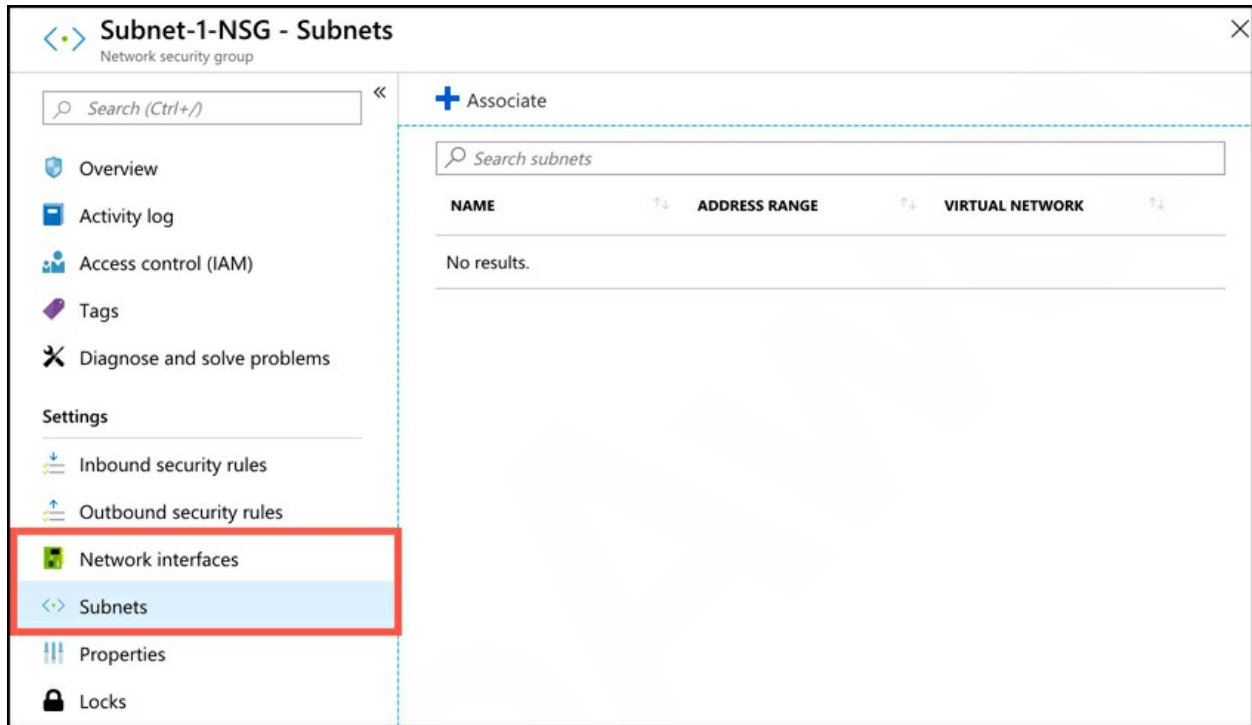 Subnet-1-NSG - Subnets
Network security group
Search (Ctrl+/)
Overview
Activity log
Access control (IAM)
Tags
Diagnose and solve problems
Settings
Inbound security rules
Outbound security rules
Network interfaces
Subnets
Properties
Locks
Associate
Search subnets
NAME ADDRESS RANGE VIRTUAL NETWORK
No results.